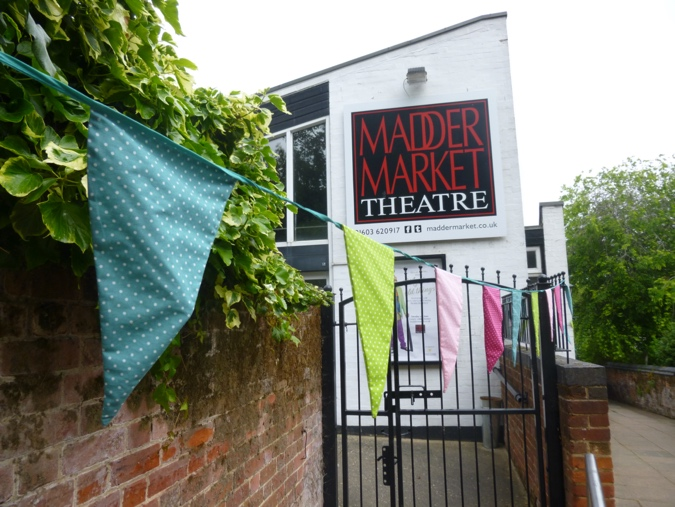 MADDER
MARKET
THEATRE
01603 620917 f t maddermarket.co.uk